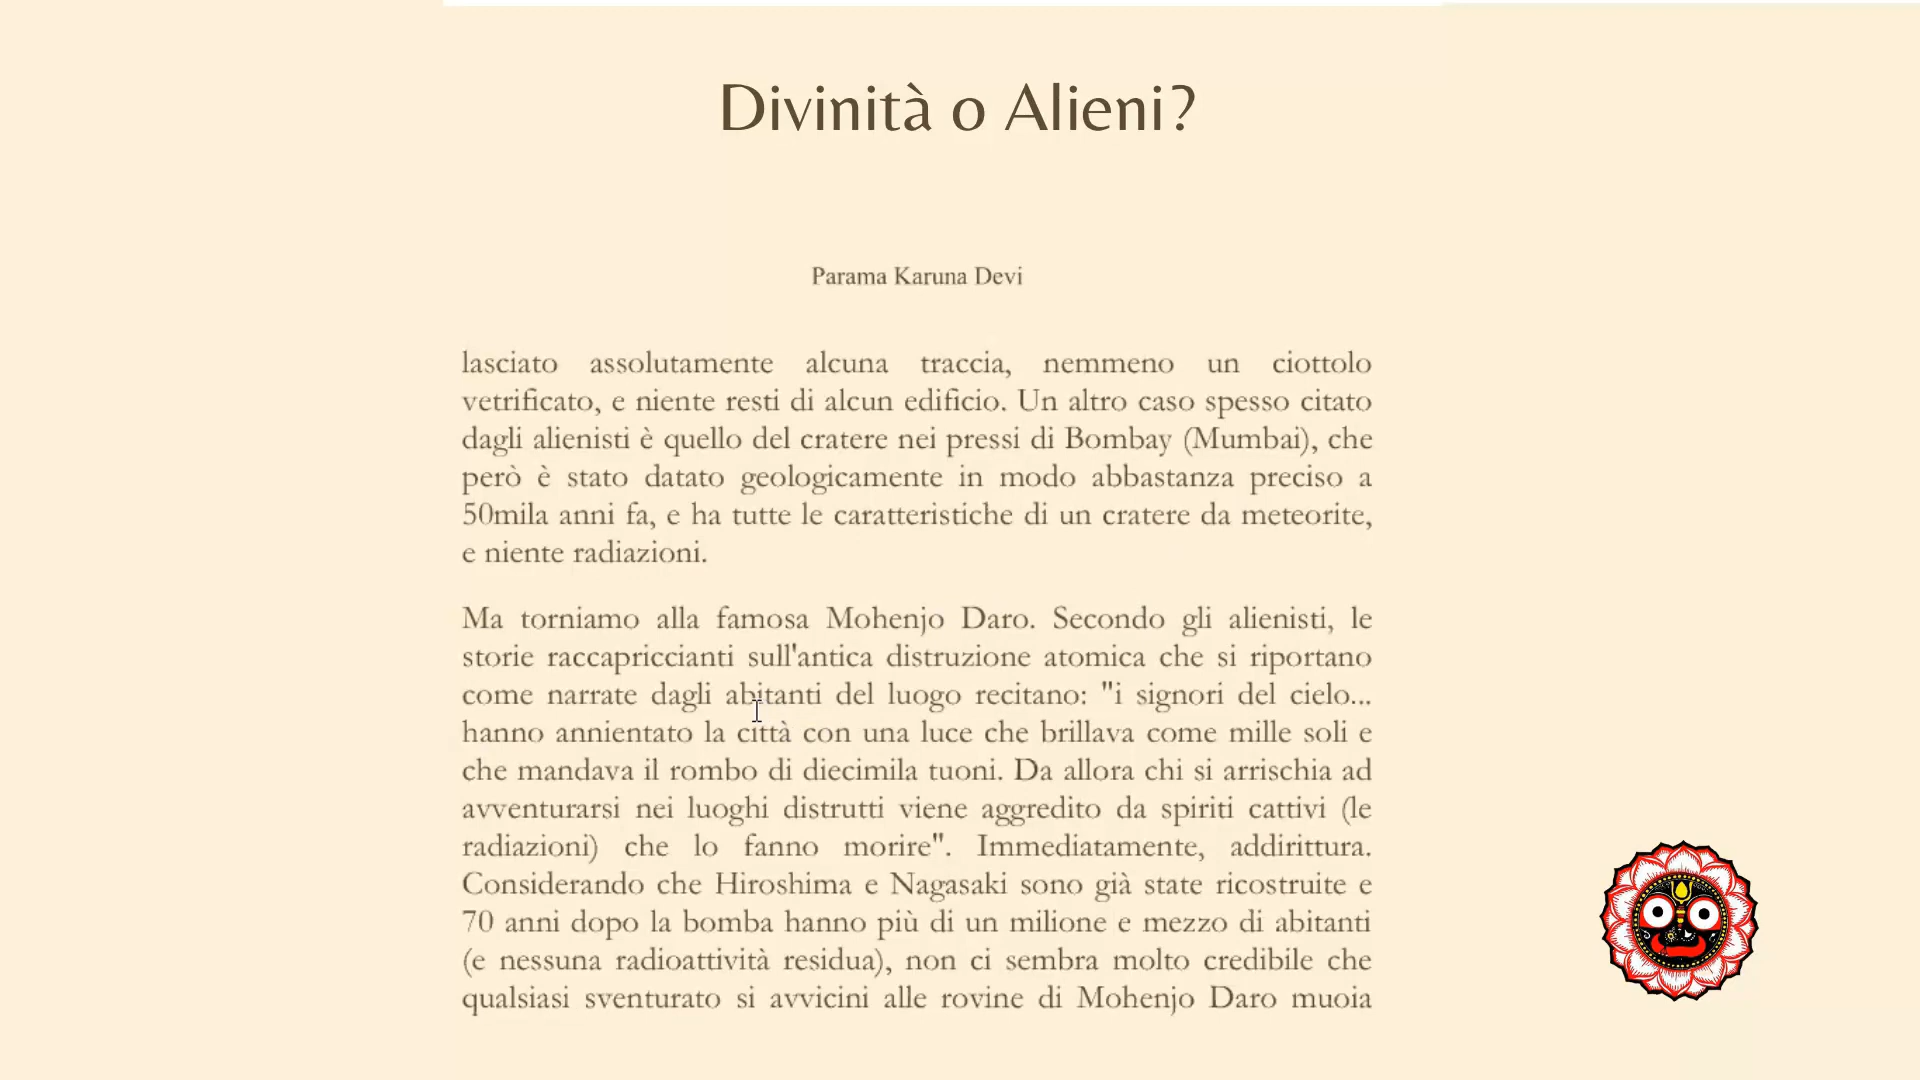 Divinità o Alieni?
Parama Karuna Devi
lasciato assolutamente alcuna traccia, nemmeno un ciottolo
vetrificato, e niente resti di alcun edificio. Un altro caso spesso citato
dagli alienisti è quello del cratere nei pressi di Bombay (Mumbai), che
però è stato datato geologicamente in modo abbastanza preciso a
50mila anni fa, e ha tutte le caratteristiche di un cratere da meteorite,
e niente radiazioni.
Ma torniamo alla famosa Mohenjo Daro. Secondo gli alienisti, le
storie raccapriccianti sull'antica distruzione atomica che si riportano
come narrate dagli abitanti del luogo recitano: "i signori del cielo...
hanno annientato la città con una luce che brillava come mille soli e
che mandava il rombo di diecimila tuoni. Da allora chi si arrischia ad
avventurarsi nei luoghi distrutti viene aggredito da spiriti cattivi (le
radiazioni) che lo fanno morire". Immediatamente, addirittura.
Considerando che Hiroshima e Nagasaki sono già state ricostruite e
70 anni dopo la bomba hanno più di un milione e mezzo di abitanti
(e nessuna radioattività residua), non ci sembra molto credibile che
qualsiasi sventurato si avvicini alle rovine di Mohenjo Daro muoia